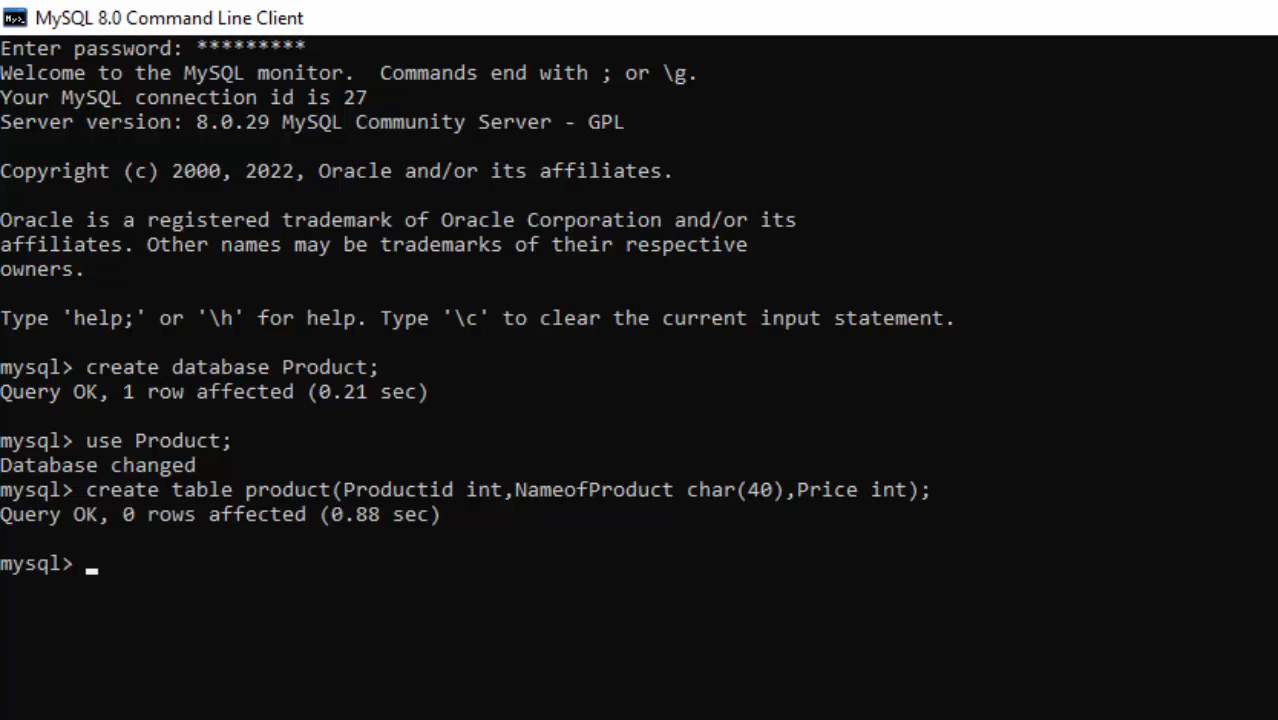 MySQL 8.0 Command Line Client
Enter password: *********
Welcome to the MySQL monitor.  Commands end with ; or \g.
Your MySQL connection id is 27
Server version: 8.0.29 MySQL Community Server - GPL
Copyright (c) 2000, 2022, Oracle and/or its affiliates.
Oracle is a registered trademark of Oracle Corporation and/or its
affiliates. Other names may be trademarks of their respective
owners.
Type 'help;' or '\h' for help. Type '\c' to clear the current input statement.
mysql> create database Product;
Query OK, 1 row affected (0.21 sec)
mysql> use Product;
Database changed
mysql> create table product(Productid int,NameofProduct char(40),Price int);
Query OK, 0 rows affected (0.88 sec)
mysql>